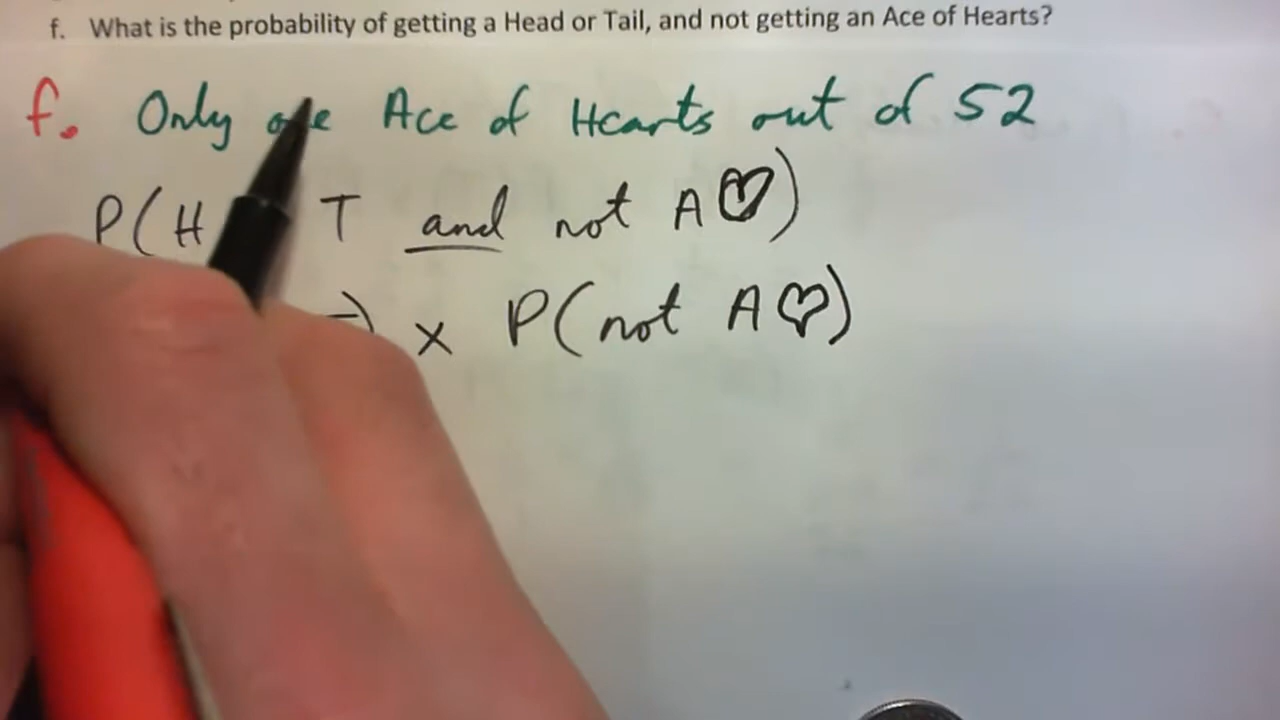 f. What is the probability of getting a Head or Tail, and not getting an Ace of Hearts?
f. Only Ace of Hearts out of 52
P(H T and not A♡)
) x P(not A♡)